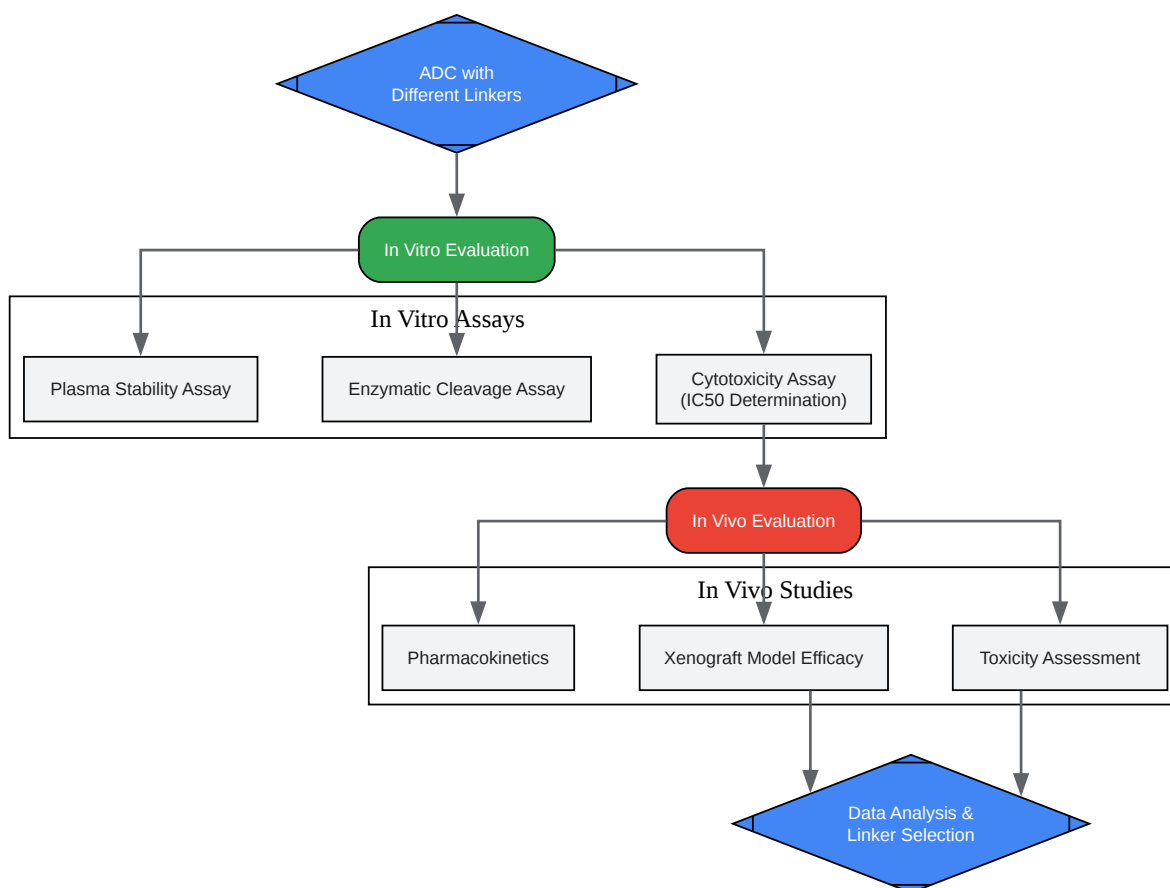 ADC with
Different Linkers
In Vitro Evaluation
In Vitro Assays
Plasma Stability Assay
Enzymatic Cleavage Assay
Cytotoxicity Assay
(IC50 Determination)
In Vivo Evaluation
In Vivo Studies
Pharmacokinetics
Xenograft Model Efficacy
Toxicity Assessment
Data Analysis &
Linker Selection